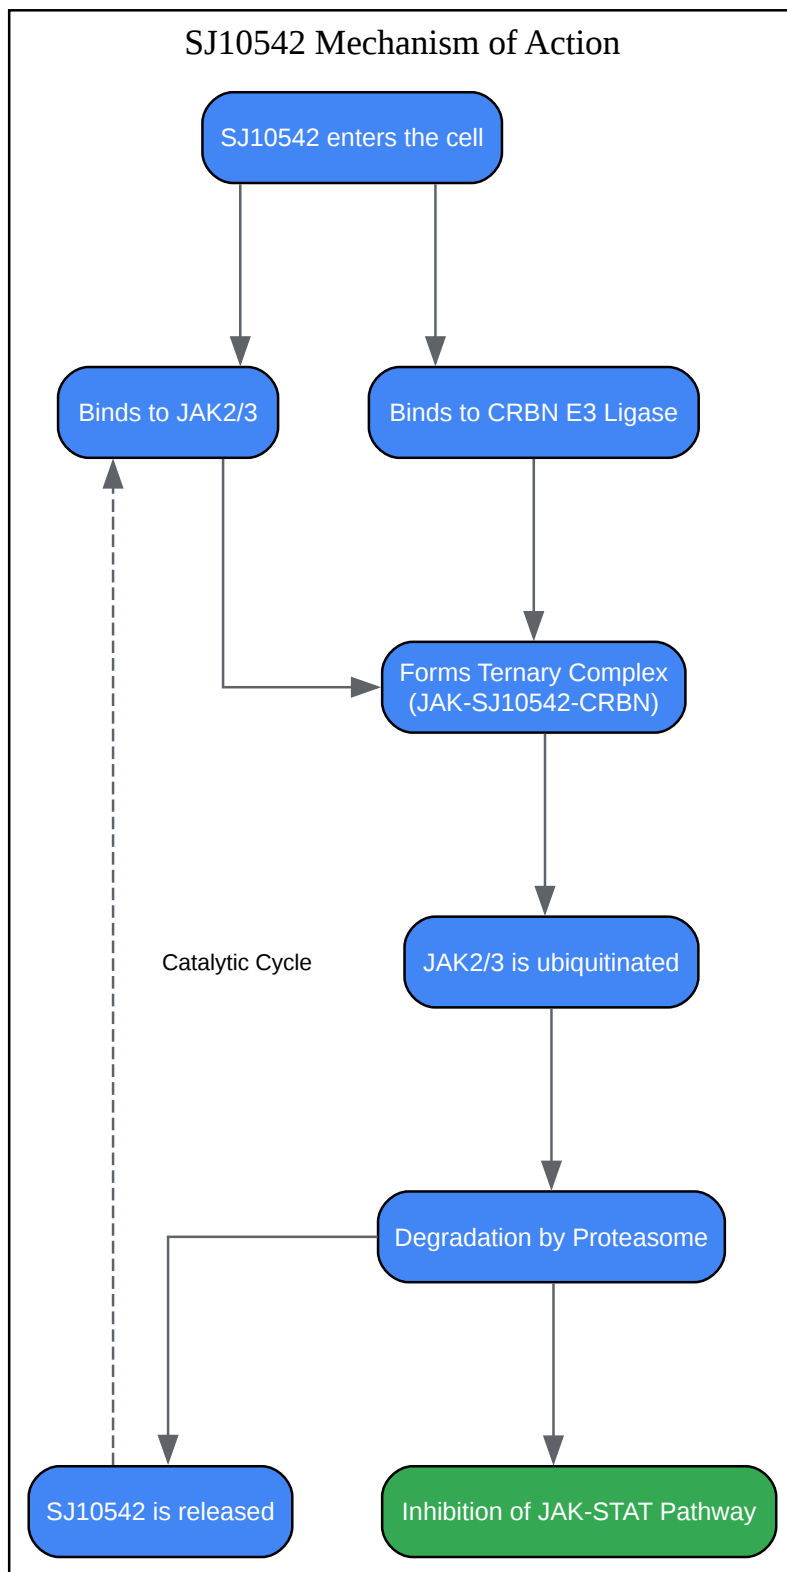 SJ10542 Mechanism of Action
SJ10542 enters the cell
Binds to JAK2/3
Binds to CRBN E3 Ligase
Forms Ternary Complex
(JAK-SJ10542-CRBN)
Catalytic Cycle
JAK2/3 is ubiquitinated
Degradation by Proteasome
SJ10542 is released
Inhibition of JAK-STAT Pathway